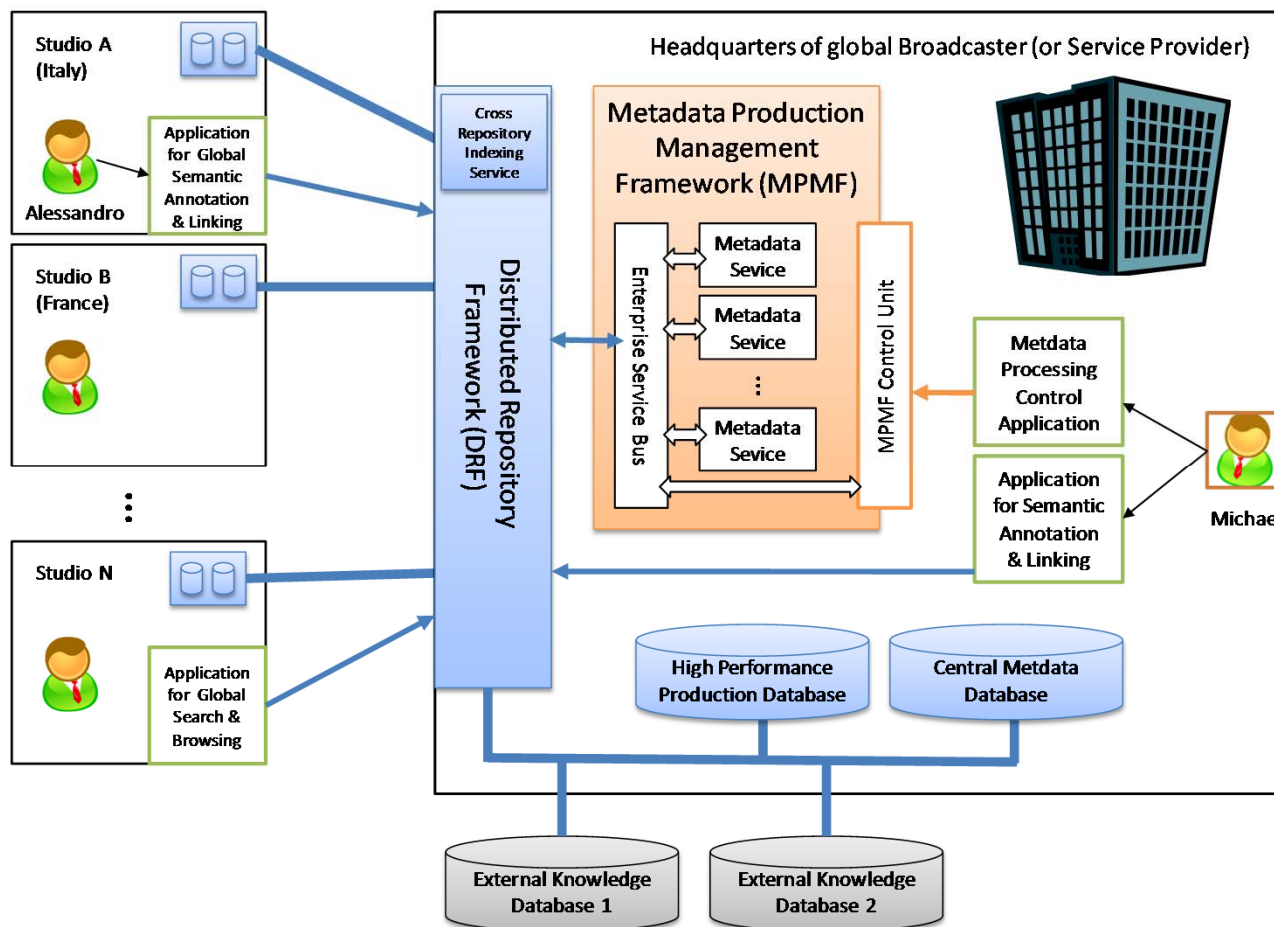 Studio A
(Italy)
Alessandro
Application
for Global
Semantic
Annotation
& Linking
Studio B
(France)
...
Studio N
Application
for Global
Search &
Browsing
Headquarters of global Broadcaster (or Service Provider)
Cross
Repository
Indexing
Service
Distributed Repository
Framework (DRF)
Metadata Production
Management
Framework (MPMF)
Enterprise Service Bus
Metadata
Sevice
Metadata
Sevice
...
Metadata
Sevice
MPMF Control Unit
Metdata
Processing
Control
Application
Application
for Semantic
Annotation
& Linking
Michae
High Performance
Production Database
Central Metdata
Database
External Knowledge
Database 1
External Knowledge
Database 2